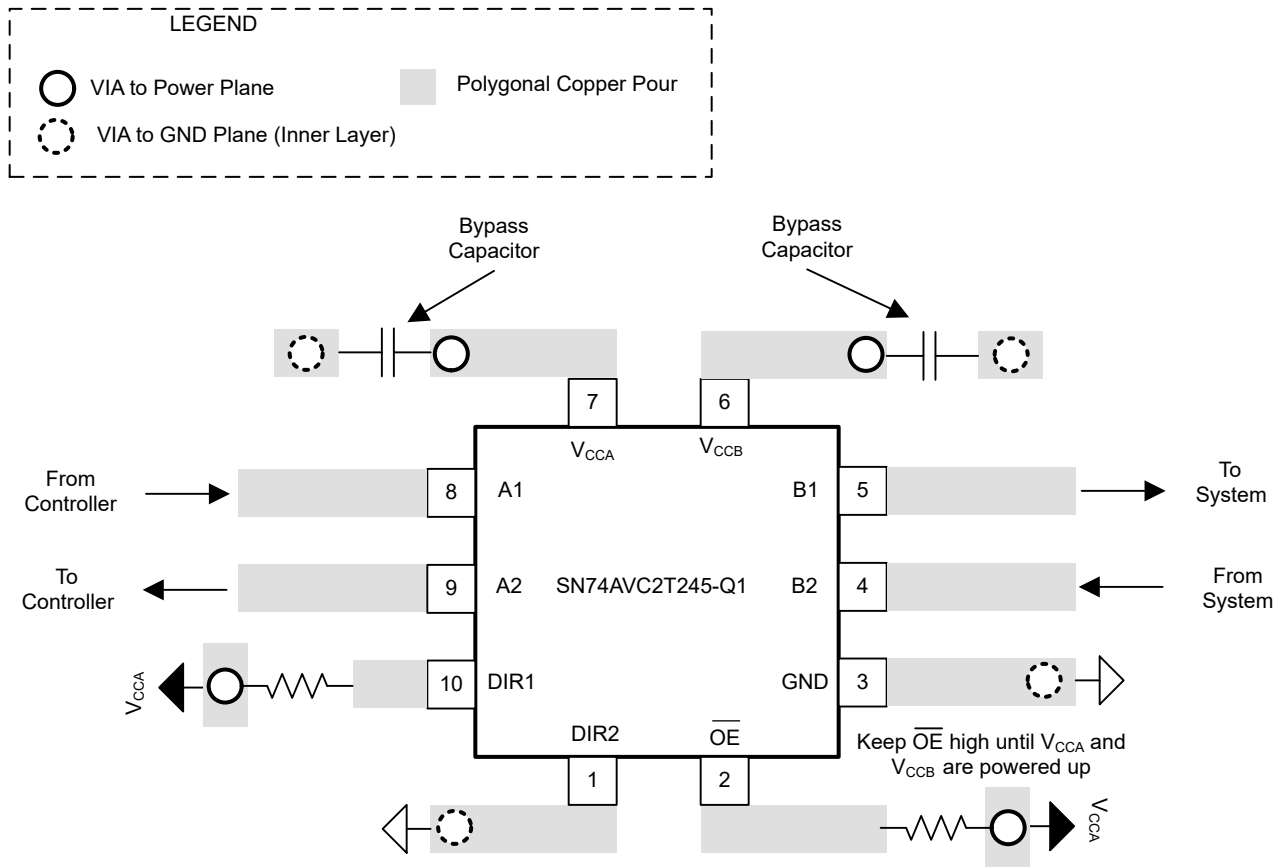 LEGEND
VIA to Power Plane
Polygonal Copper Pour
VIA to GND Plane (Inner Layer)
Bypass
Capacitor
Bypass
Capacitor
7
6
VCCA
VCCB
From
Controller
8
A1
B1
5
To
System
To
Controller
9
A2
SN74AVC2T245-Q1
B2
4
From
System
VCCA
10
DIR1
GND
3
DIR2
O̅E̅
Keep O̅E̅ high until VCCA and
VCCB are powered up
1
2
VCCA